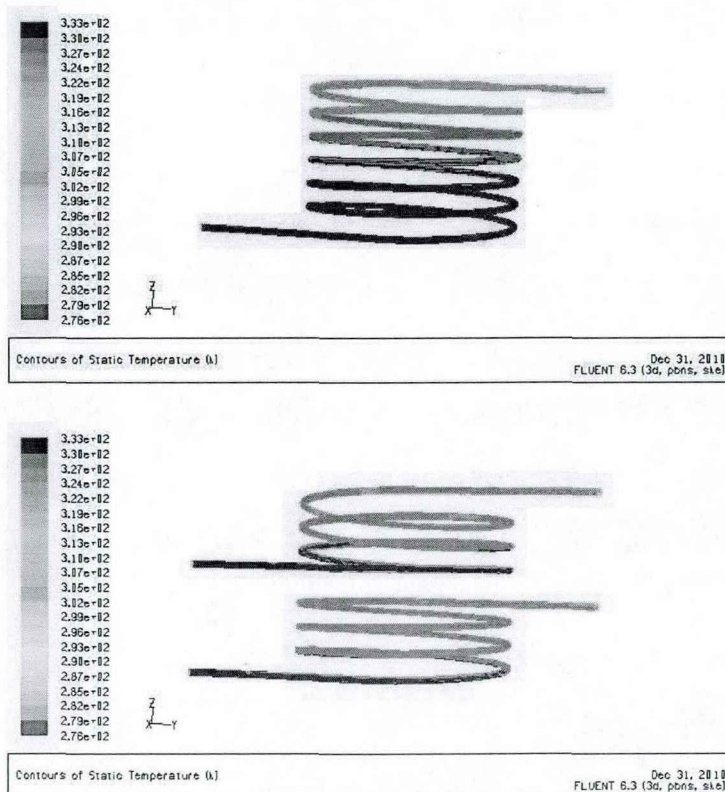 3.33e+02
3.30e+02
3.27e+02
3.24e+02
3.22e+02
3.19e+02
3.16e+02
3.13e+02
3.10e+02
3.07e+02
3.05e+02
3.02e+02
2.99e+02
2.96e+02
2.93e+02
2.90e+02
2.87e+02
2.85e+02
2.82e+02
2.79e+02
2.76e+02
Z
X Y
Contours of Static Temperature (k)
Dec 31, 2010
FLUENT 6.3 (3d, pbns, ske)
3.33e+02
3.30e+02
3.27e+02
3.24e+02
3.22e+02
3.19e+02
3.16e+02
3.13e+02
3.10e+02
3.07e+02
3.05e+02
3.02e+02
2.99e+02
2.96e+02
2.93e+02
2.90e+02
2.87e+02
2.85e+02
2.82e+02
2.79e+02
2.76e+02
Z
X Y
Contours of Static Temperature (k)
Dec 31, 2010
FLUENT 6.3 (3d, pbns, ske)